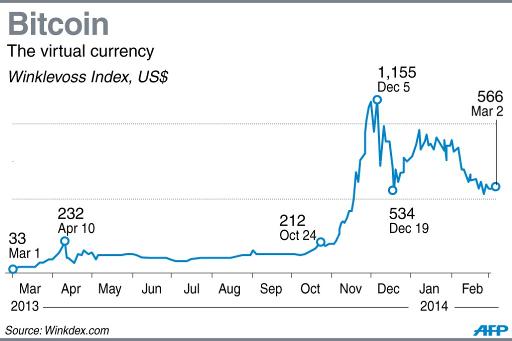 Bitcoin
The virtual currency
Winklevoss Index, US$
1,155
Dec 5
566
Mar 2
232
Apr 10
212
Oct 24
534
Dec 19
33
Mar 1
Mar Apr May Jun Jul Aug Sep Oct Nov Dec Jan Feb
2013 2014
Source: Winkdex.com
AFP